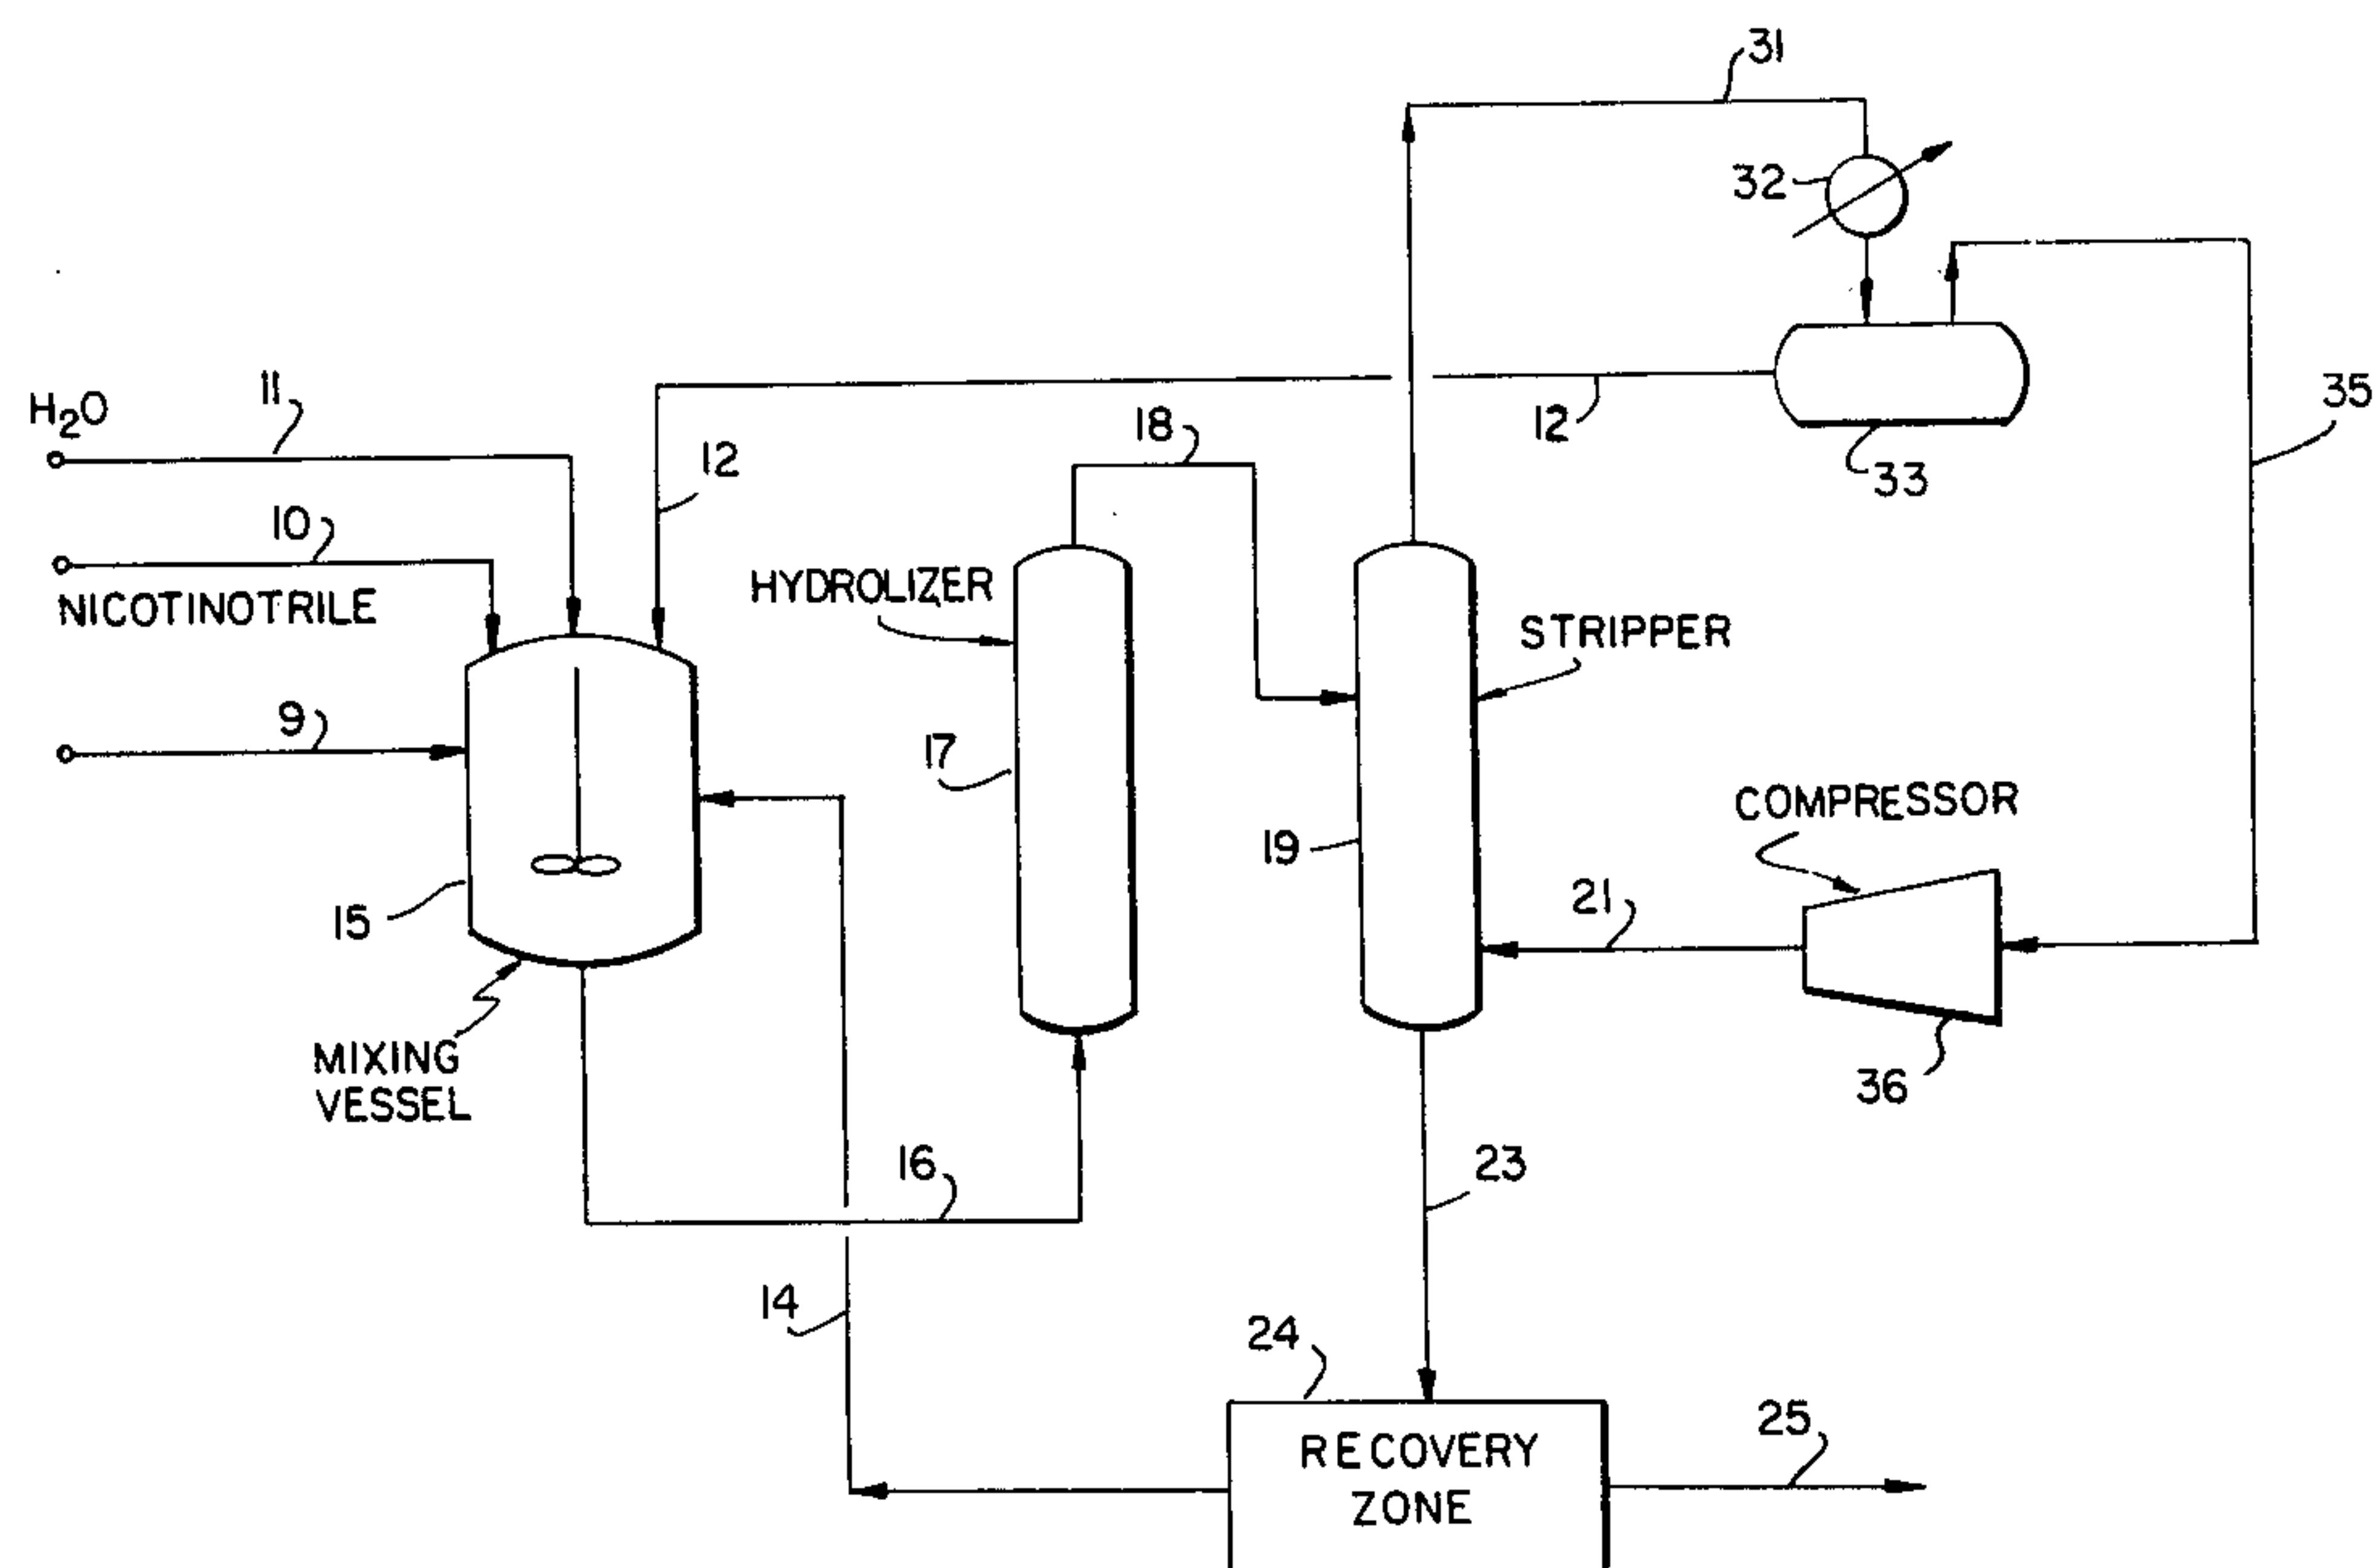 31
32
35
H2O
11
12
18
12
33
10
NICOTINOTRILE
HYDROLIZER
STRIPPER
9
17
COMPRESSOR
19
21
15
MIXING
VESSEL
36
16
23
14
24
25
RECOVERY
ZONE